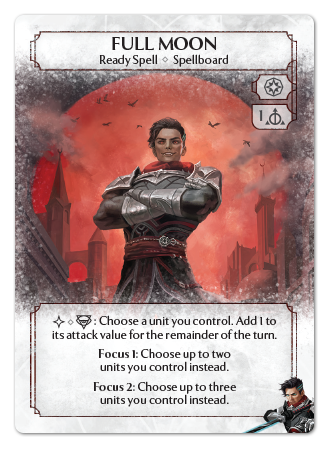 FULL MOON
Ready Spell ⋄ Spellboard
1
: Choose a unit you control. Add 1 to
its attack value for the remainder of the turn.
Focus 1: Choose up to two
units you control instead.
Focus 2: Choose up to three
units you control instead.